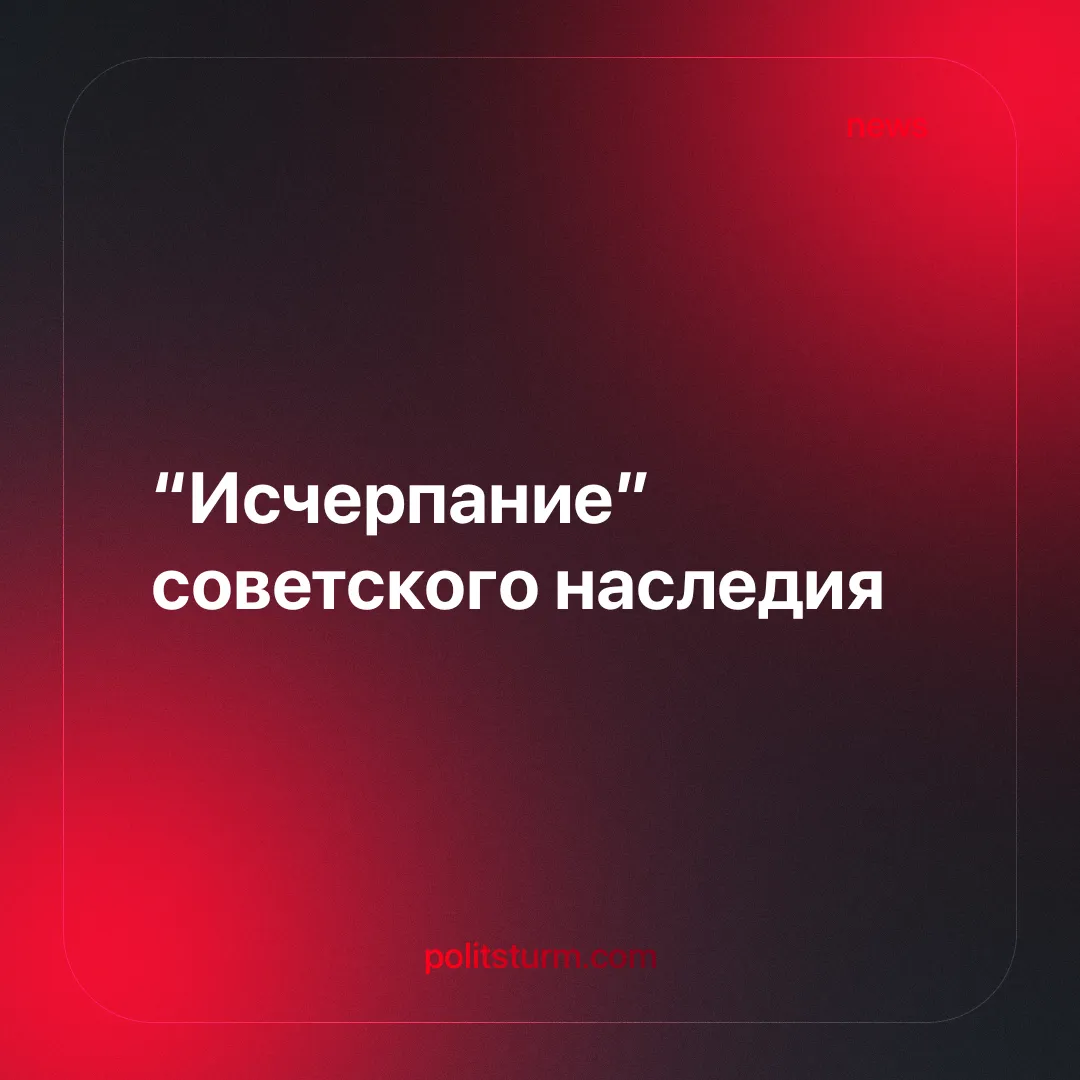 news
“Исчерпание”
советского наследия
politsturm.com